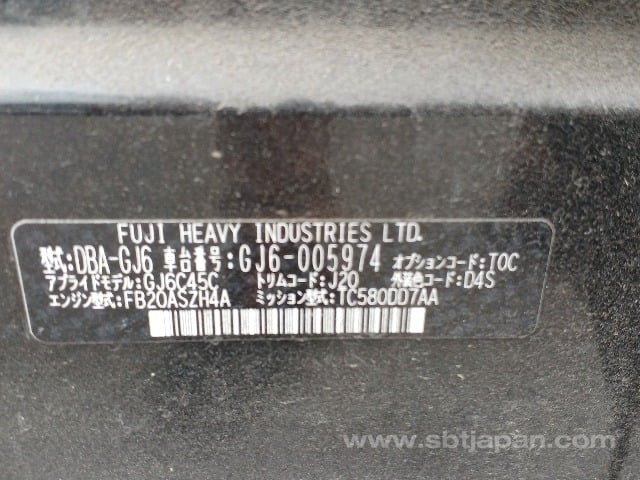 FUJI HEAVY INDUSTRIES LTD.
型式:DBA-GJ6 車台番号:GJ6-005974 オプションコード:TOC
アプライドモデル:GJ6C45C トリムコード:J20 外装色コード:D4S
エンジン型式:FB20ASZH4A ミッション型式:TC580DD7AA
www.sbtjapan.com